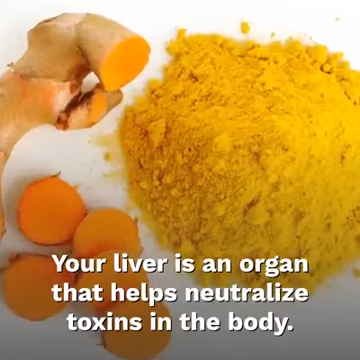 Your liver is an organ
that helps neutralize
toxins in the body.